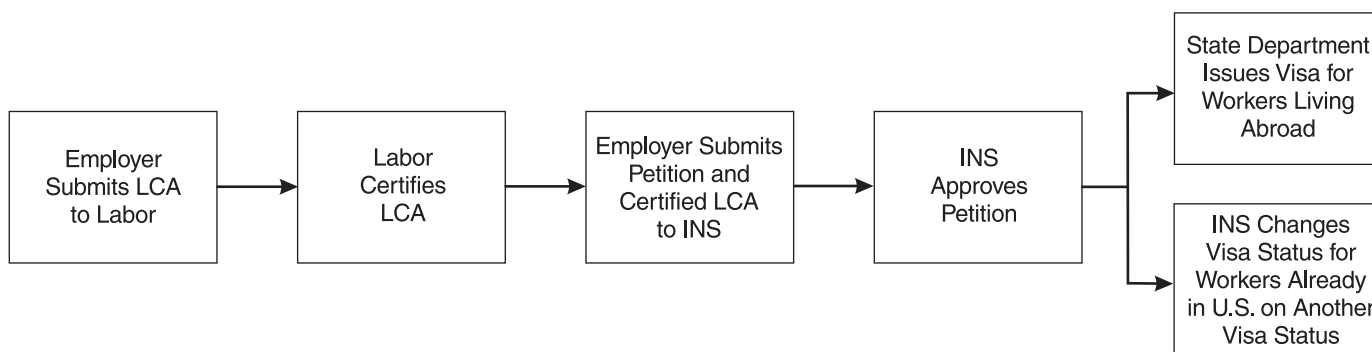 Employer
Submits LCA
to Labor
Labor
Certifies
LCA
Employer Submits
Petition and
Certified LCA
to INS
INS
Approves
Petition
State Department
Issues Visa for
Workers Living
Abroad
INS Changes
Visa Status for
Workers Already
in U.S. on Another
Visa Status